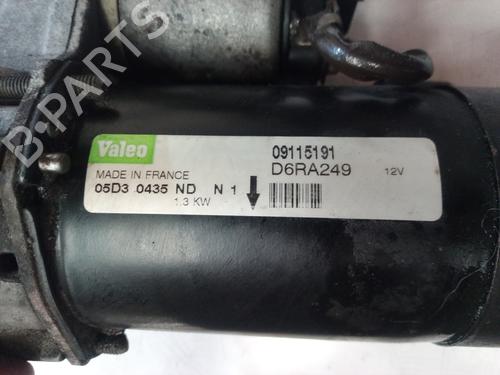 Valeo
09115191
MADE IN FRANCE
D6RA249 12V
05D3 0435 ND N 1
1.3 KW
B-PARTS